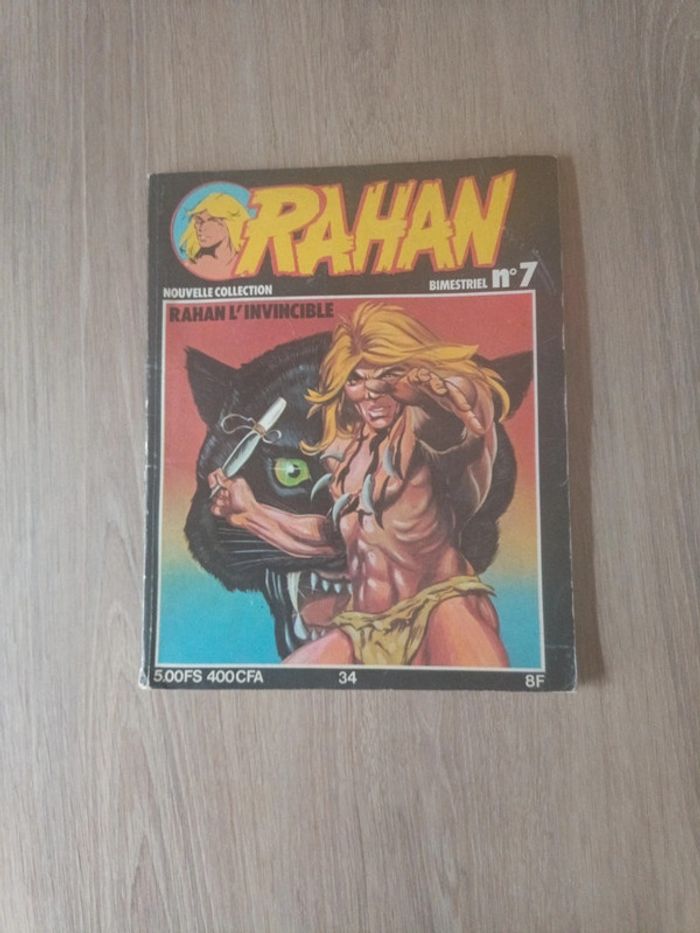 RAHAN
NOUVELLE COLLECTION
BIMESTRIEL n°7
RAHAN L'INVINCIBLE
5.00FS 400CFA 34 8F